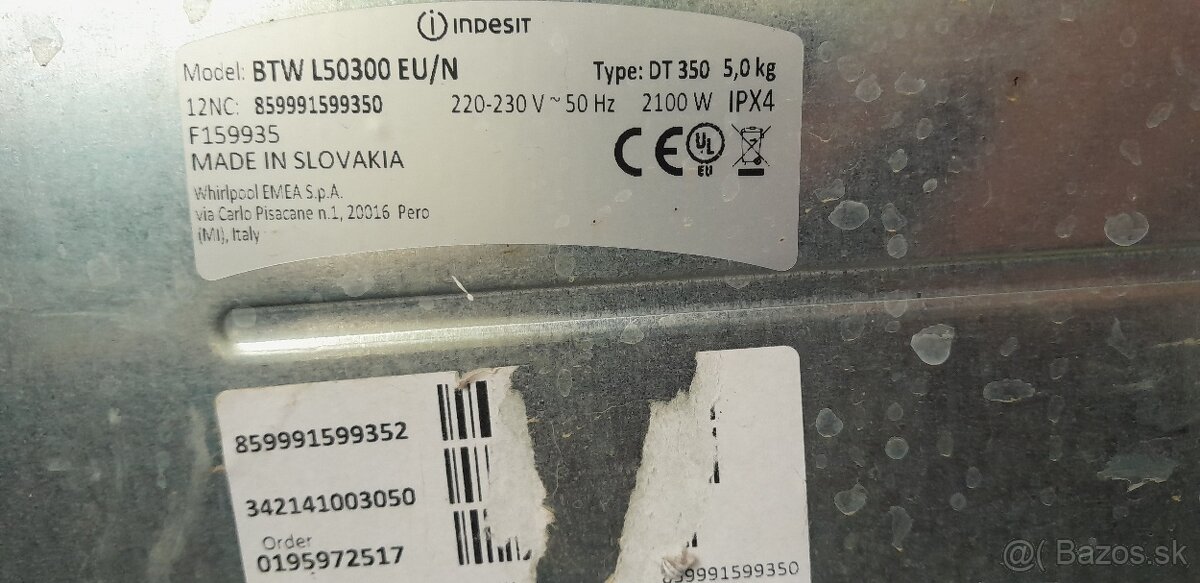 INDESIT
Model: BTW L50300 EU/N Type: DT 350 5,0 kg
12NC: 859991599350 220-230 V ~ 50 Hz 2100 W IPX4
F159935
MADE IN SLOVAKIA
CE UL EU
Whirlpool EMEA S.p.A.
via Carlo Pisacane n.1, 20016 Pero
(MI), Italy
859991599352
342141003050
Order
0195972517
859991599350
@( Bazos.sk